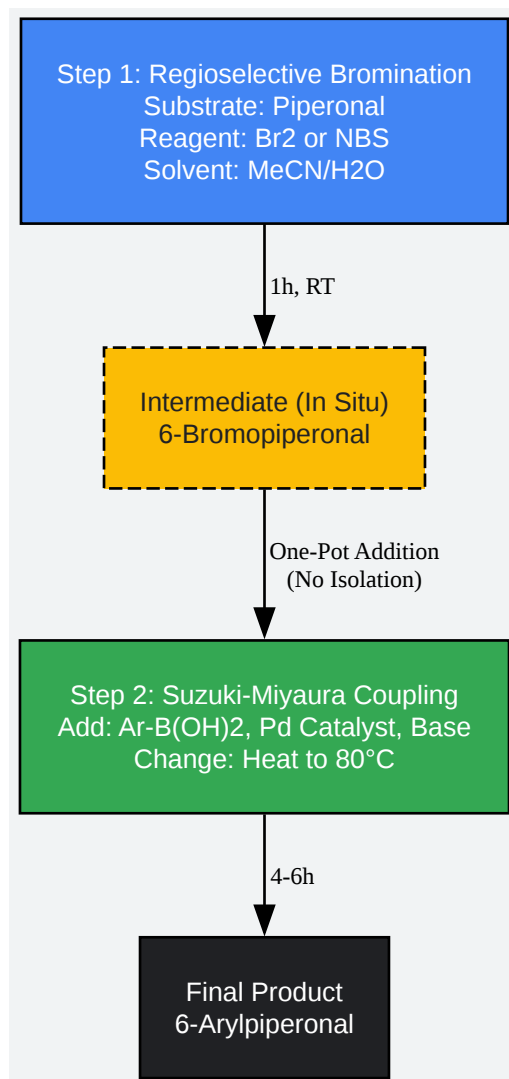 Step 1: Regioselective Bromination
Substrate: Piperonal
Reagent: Br2 or NBS
Solvent: MeCN/H2O
1h, RT
Intermediate (In Situ)
6-Bromopiperonal
One-Pot Addition
(No Isolation)
Step 2: Suzuki-Miyaura Coupling
Add: Ar-B(OH)2, Pd Catalyst, Base
Change: Heat to 80°C
4-6h
Final Product
6-Arylpiperonal